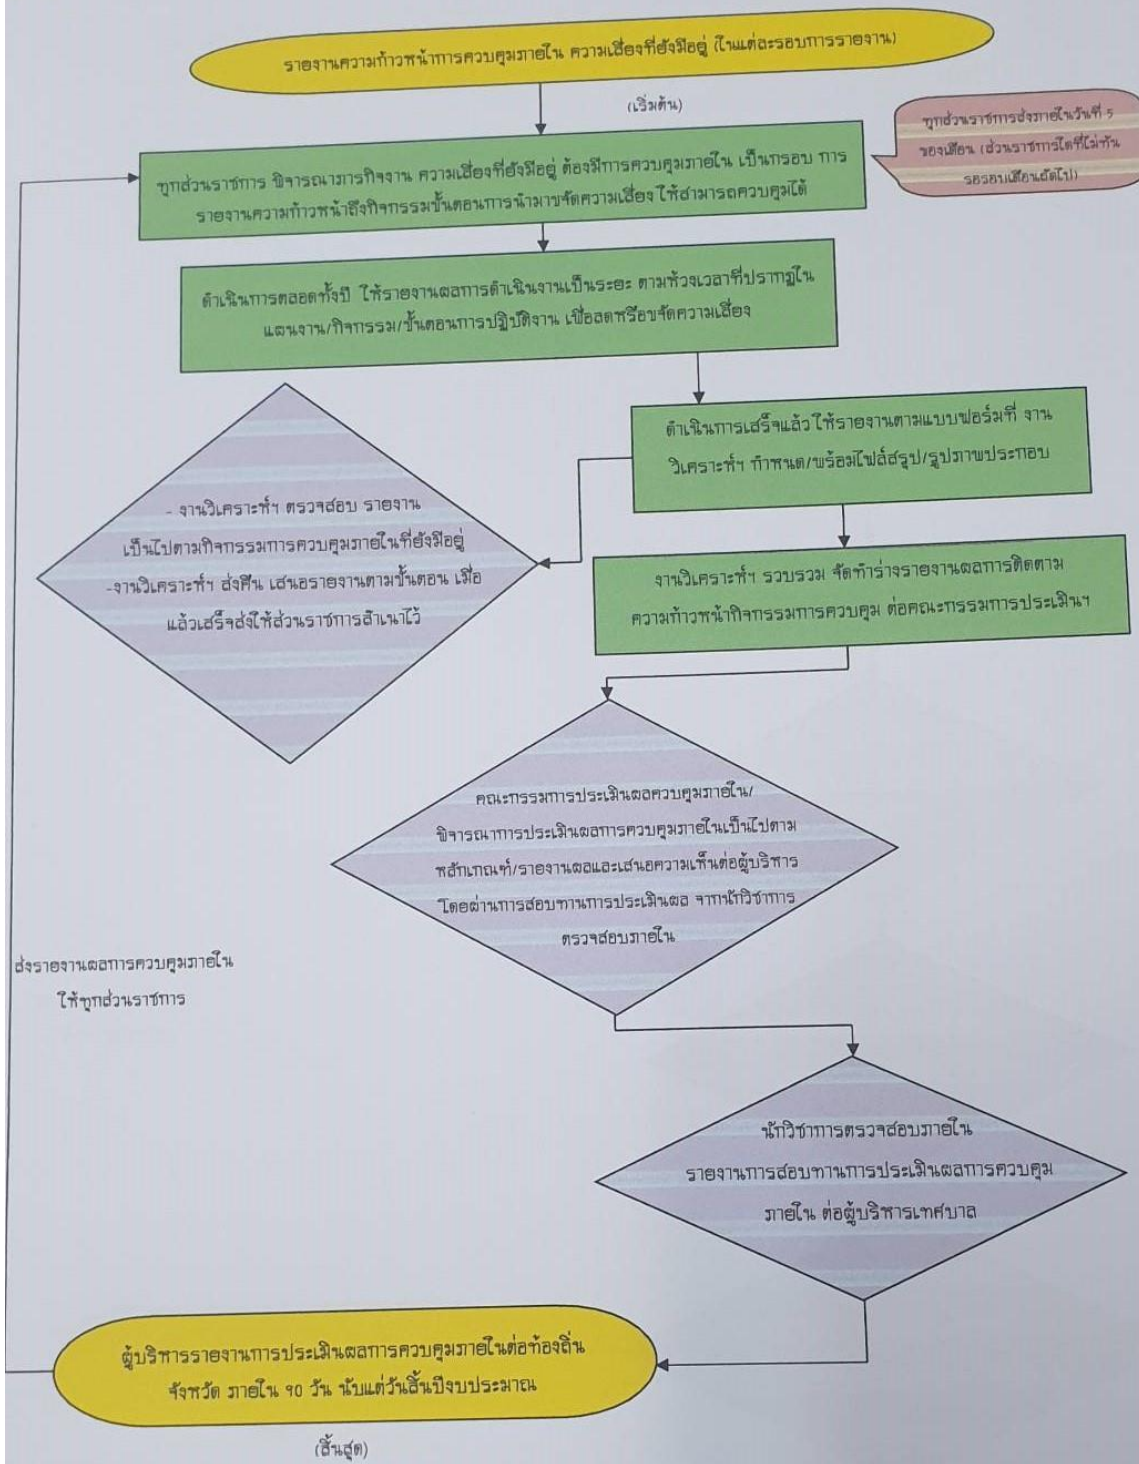 รายงานความก้าวหน้าการควบคุมภายใน ความเสี่ยงที่ยังมีอยู่ (ในแต่ละรอบการรายงาน)
(เริ่มต้น)
ทุกส่วนราชการส่งภายในวันที่ 5
ของเดือน (ส่วนราชการใดที่ไม่ทัน
รอรอบเดือนถัดไป)
ทุกส่วนราชการ พิจารณาภารกิจงาน ความเสี่ยงที่ยังมีอยู่ ต้องมีการควบคุมภายใน เป็นกรอบ การ
รายงานความก้าวหน้าถึงกิจกรรมขั้นตอนการนำมาขจัดความเสี่ยง ให้สามารถควบคุมได้
ดำเนินการตลอดทั้งปี ให้รายงานผลการดำเนินงานเป็นระยะ ตามห้วงเวลาที่ปรากฏใน
แผนงาน/กิจกรรม/ขั้นตอนการปฏิบัติงาน เพื่อลดหรือขจัดความเสี่ยง
ดำเนินการเสร็จแล้ว ให้รายงานตามแบบฟอร์มที่ งาน
วิเคราะห์ฯ กำหนด/พร้อมไฟล์สรุป/รูปภาพประกอบ
- งานวิเคราะห์ฯ ตรวจสอบ รายงาน
เป็นไปตามกิจกรรมการควบคุมภายในที่ยังมีอยู่
-งานวิเคราะห์ฯ ส่งคืน เสนอรายงานตามขั้นตอน เมื่อ
แล้วเสร็จส่งให้ส่วนราชการสำเนาไว้
งานวิเคราะห์ฯ รวบรวม จัดทำร่างรายงานผลการติดตาม
ความก้าวหน้ากิจกรรมการควบคุม ต่อคณะกรรมการประเมินฯ
คณะกรรมการประเมินผลควบคุมภายใน/
พิจารณาการประเมินผลการควบคุมภายในเป็นไปตาม
หลักเกณฑ์/รายงานผลและเสนอความเห็นต่อผู้บริหาร
โดยผ่านการสอบทานการประเมินผล จากนักวิชาการ
ตรวจสอบภายใน
ส่งรายงานผลการควบคุมภายใน
ให้ทุกส่วนราชการ
นักวิชาการตรวจสอบภายใน
รายงานการสอบทานการประเมินผลการควบคุม
ภายใน ต่อผู้บริหารเทศบาล
ผู้บริหารรายงานการประเมินผลการควบคุมภายในต่อท้องถิ่น
จังหวัด ภายใน 90 วัน นับแต่วันสิ้นปีงบประมาณ
(สิ้นสุด)